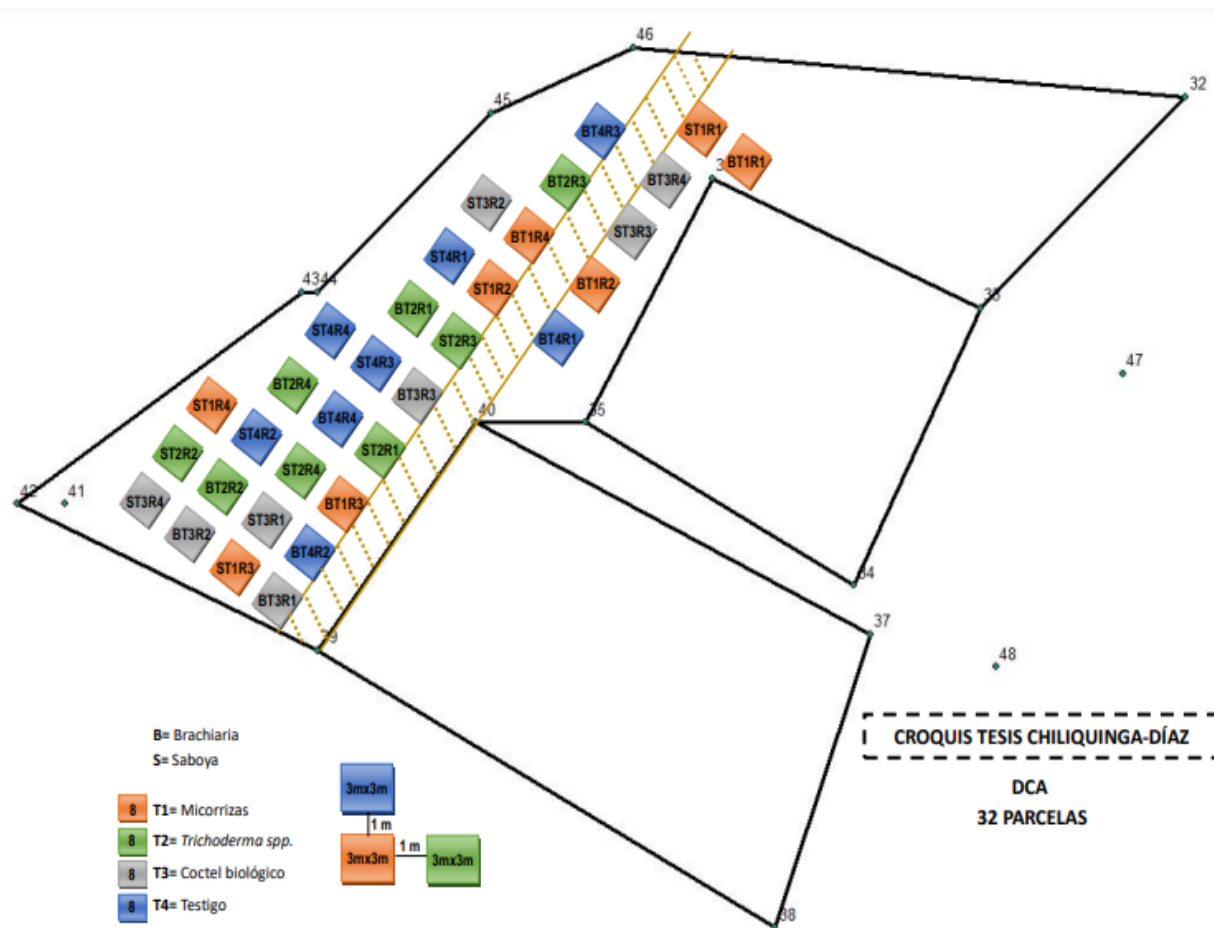 46
32
45
BT4R3
ST1R1
BT1R1
3
BT2R3
BT3R4
ST3R2
BT1R4
ST3R3
ST4R1
ST1R2
BT1R2
4344
BT2R1
ST2R3
BT4R1
ST4R4
ST4R3
BT3R3
47
BT2R4
BT4R4
40
35
ST1R4
ST4R2
ST2R1
ST2R2
BT2R2
ST2R4
BT1R3
42
41
ST3R4
BT3R2
ST3R1
BT4R2
ST1R3
BT3R1
34
37
48
38
B= Brachiaria
S= Saboya
8 T1= Micorrizas
8 T2= Trichoderma spp.
8 T3= Coctel biológico
8 T4= Testigo
3mx3m
1 m
3mx3m
1 m
3mx3m
CROQUIS TESIS CHILIQUINGA-DÍAZ
DCA
32 PARCELAS